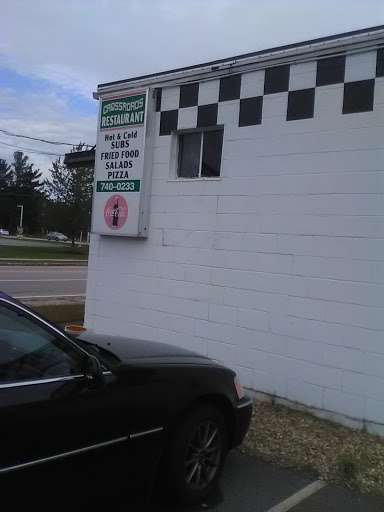 CROSSROADS
RESTAURANT
Hot & Cold
SUBS
FRIED FOOD
SALADS
PIZZA
740-0233
Coca-Cola